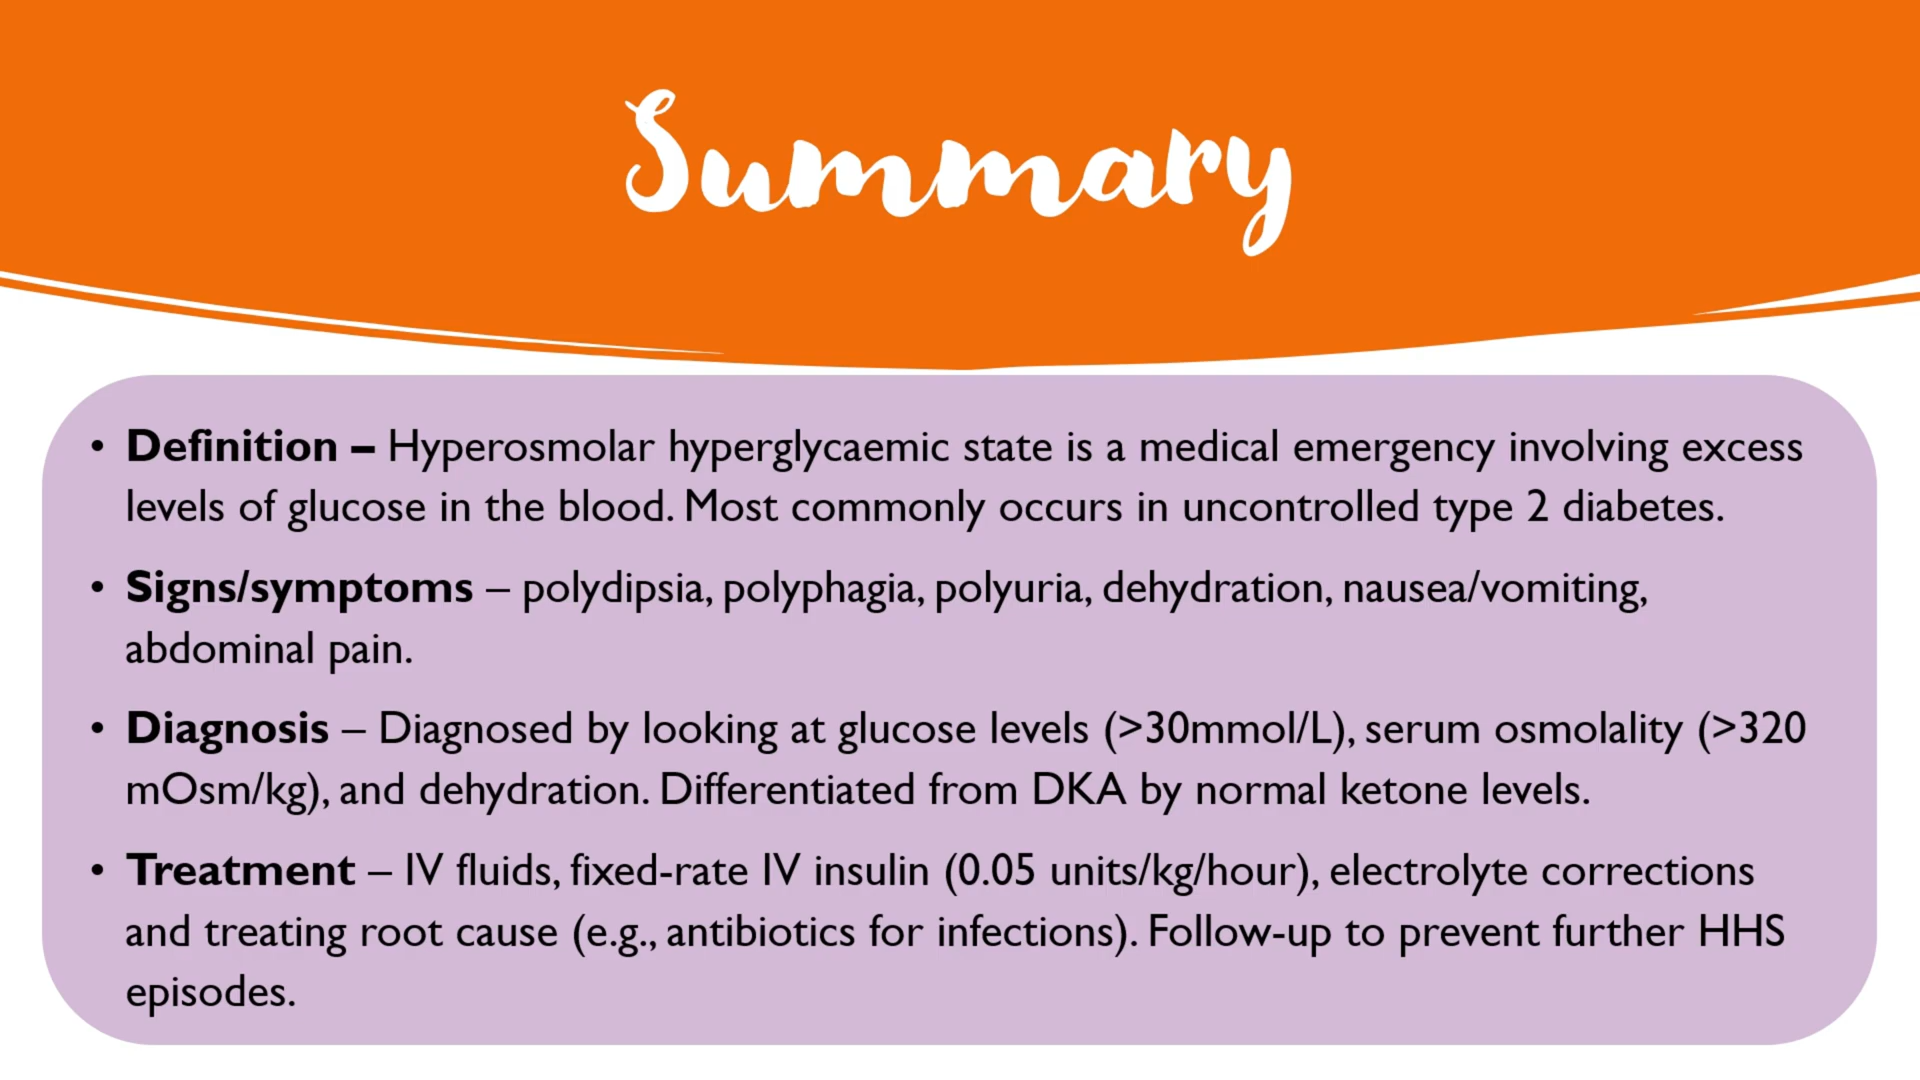 Summary
• Definition – Hyperosmolar hyperglycaemic state is a medical emergency involving excess
levels of glucose in the blood. Most commonly occurs in uncontrolled type 2 diabetes.
• Signs/symptoms – polydipsia, polyphagia, polyuria, dehydration, nausea/vomiting,
abdominal pain.
• Diagnosis – Diagnosed by looking at glucose levels (>30mmol/L), serum osmolality (>320
mOsm/kg), and dehydration. Differentiated from DKA by normal ketone levels.
• Treatment – IV fluids, fixed-rate IV insulin (0.05 units/kg/hour), electrolyte corrections
and treating root cause (e.g., antibiotics for infections). Follow-up to prevent further HHS
episodes.